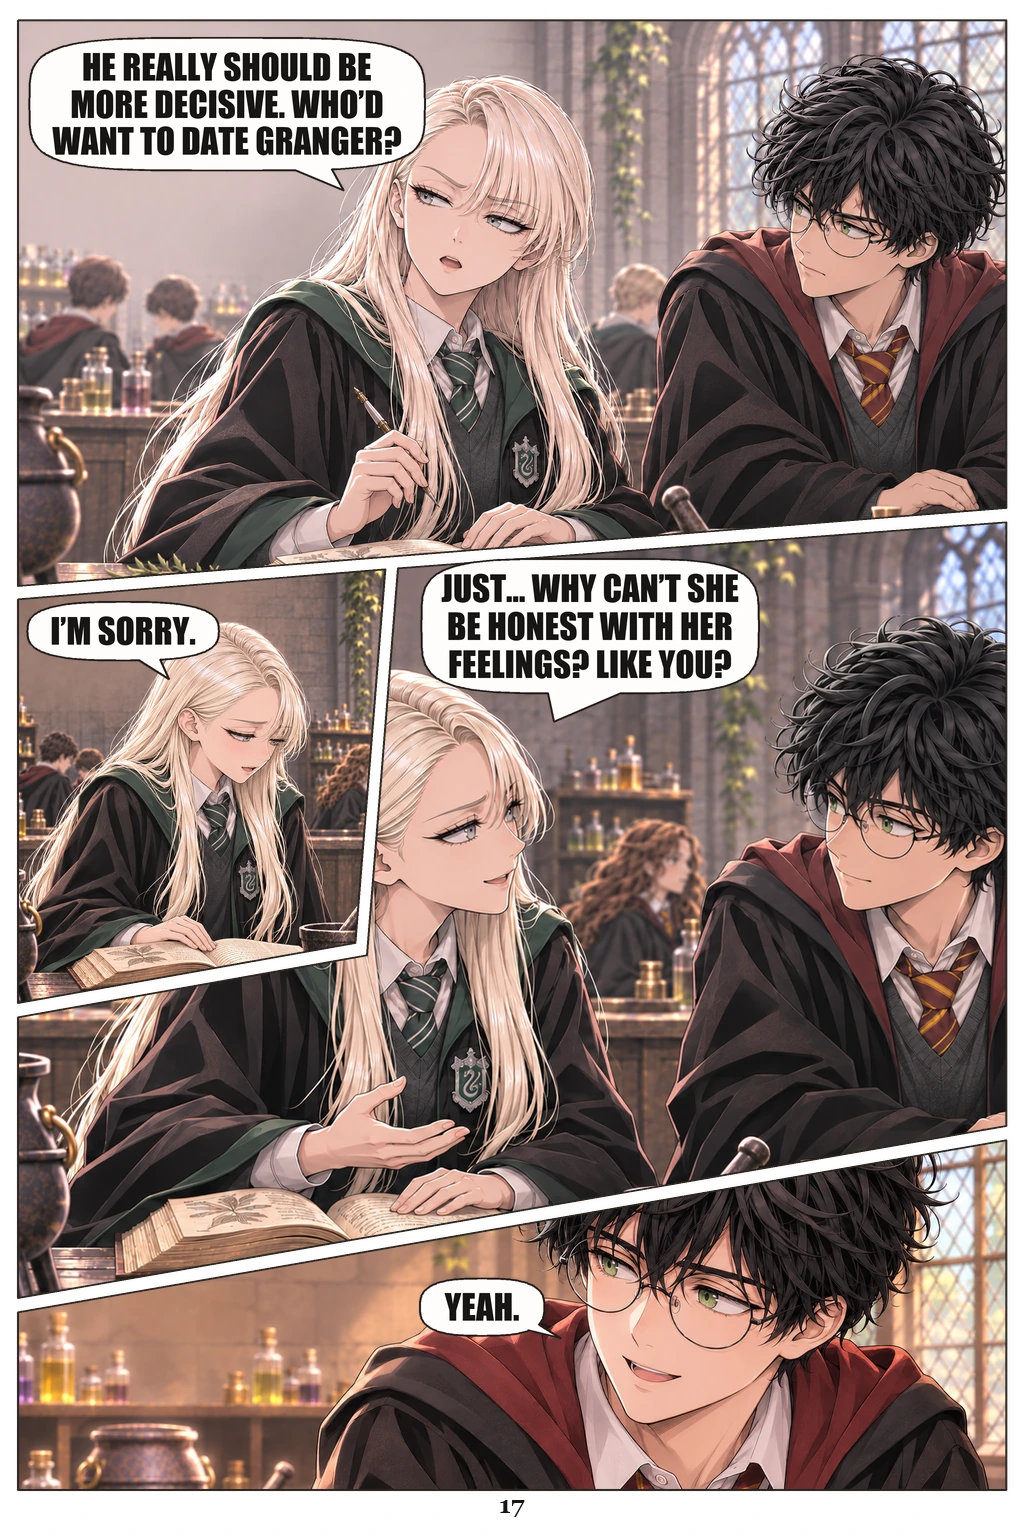 HE REALLY SHOULD BE
MORE DECISIVE. WHO'D
WANT TO DATE GRANGER?
I'M SORRY.
JUST... WHY CAN'T SHE
BE HONEST WITH HER
FEELINGS? LIKE YOU?
YEAH.
17